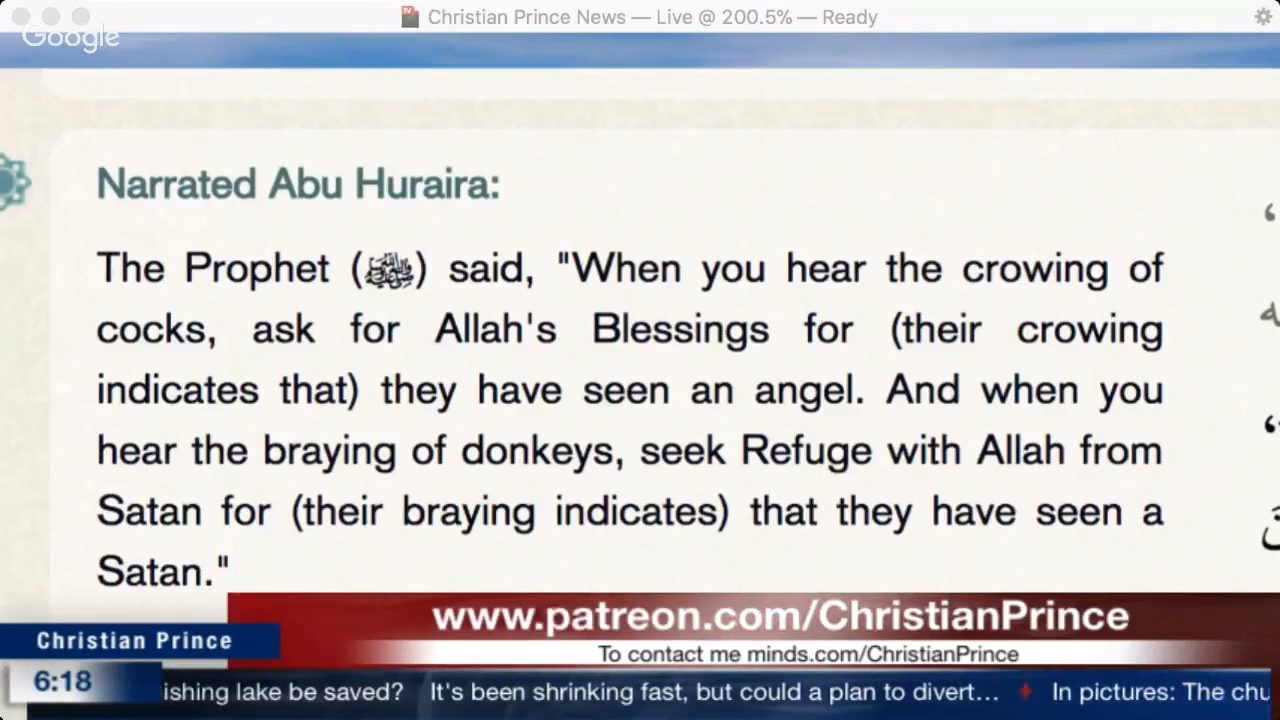 Christian Prince News — Live @ 200.5% — Ready
Google
Narrated Abu Huraira:
The Prophet (ﷺ) said, "When you hear the crowing of
cocks, ask for Allah's Blessings for (their crowing
indicates that) they have seen an angel. And when you
hear the braying of donkeys, seek Refuge with Allah from
Satan for (their braying indicates) that they have seen a
Satan."
www.patreon.com/ChristianPrince
Christian Prince
To contact me minds.com/ChristianPrince
6:18
ishing lake be saved? It's been shrinking fast, but could a plan to divert... In pictures: The chu